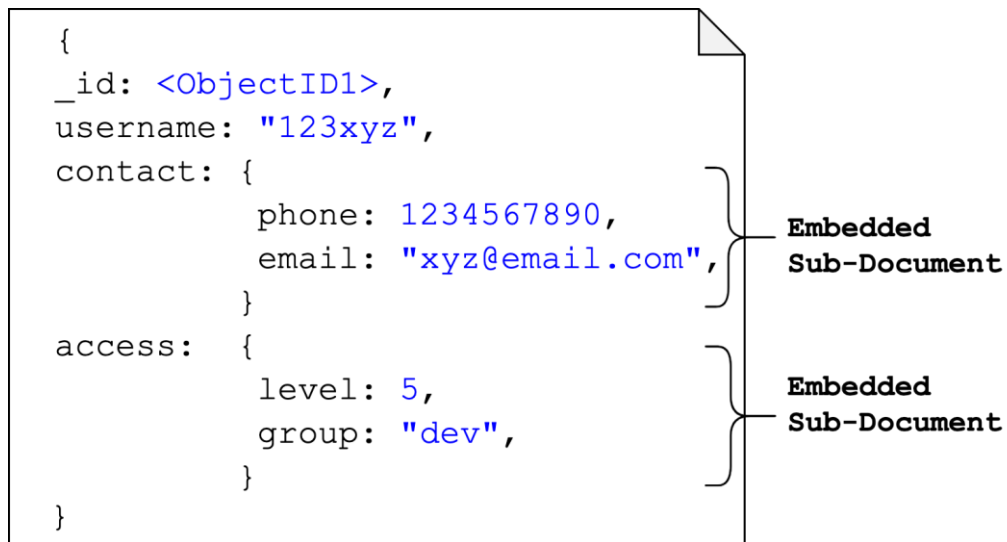 {
_id: <ObjectID1>,
username: "123xyz",
contact: {
phone: 1234567890,
email: "xyz@email.com",
}
access: {
level: 5,
group: "dev",
}
}
Embedded
Sub-Document
Embedded
Sub-Document